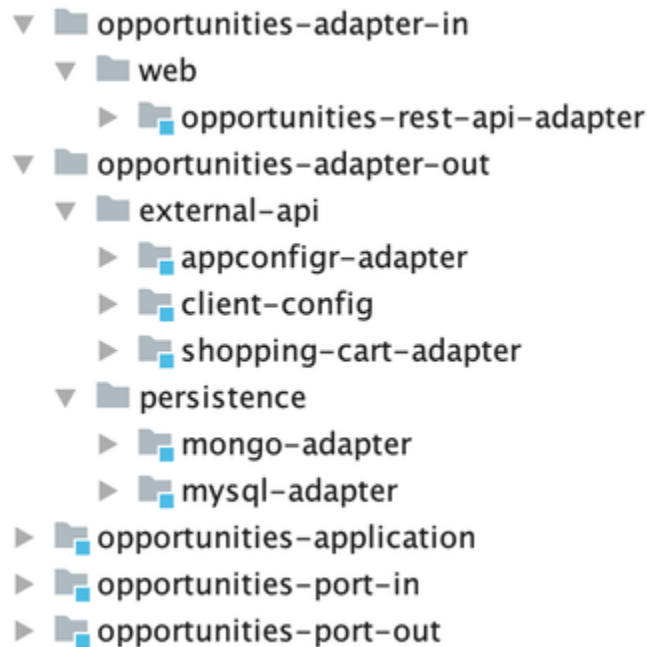 opportunities-adapter-in
web
opportunities-rest-api-adapter
opportunities-adapter-out
external-api
appconfigr-adapter
client-config
shopping-cart-adapter
persistence
mongo-adapter
mysql-adapter
opportunities-application
opportunities-port-in
opportunities-port-out